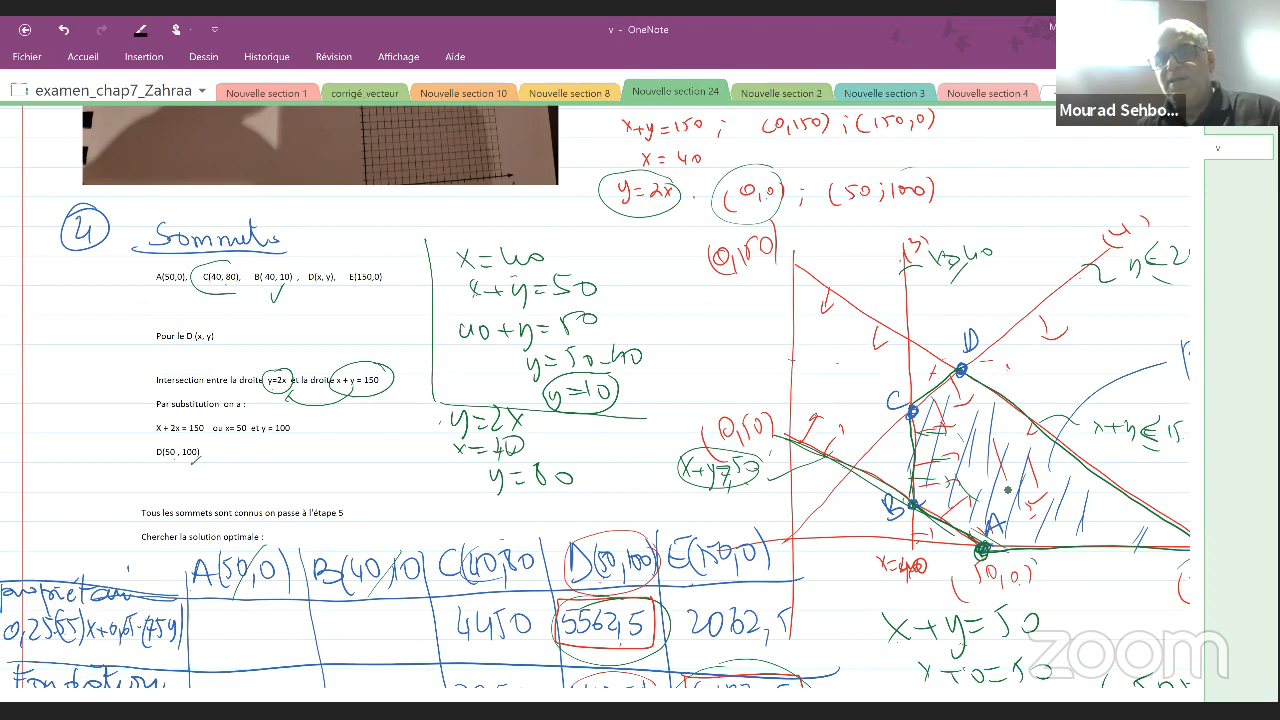 v - OneNote
Fichier Accueil Insertion Dessin Historique Révision Affichage Aide
examen_chap7_Zahraa
Nouvelle section 1 corrigé_vecteur Nouvelle section 10 Nouvelle section 8 Nouvelle section 24 Nouvelle section 2 Nouvelle section 3 Nouvelle section 4
Mourad Sehbo...
v
x+y=150 ; (0,150) ; (150,0)
x = 40
y=2x . (0,0) ; (50;100)
4 Sommets
A(50,0), C(40, 80), B( 40, 10) , D(x, y), E(150,0)
Pour le D (x, y)
Intersection entre la droite y=2x et la droite x + y = 150
Par substitution on a :
X + 2x = 150 ou x= 50 et y = 100
D(50 , 100)
Tous les sommets sont connus on passe à l'étape 5
Chercher la solution optimale :
x=40
x+y=50
40+y=50
y=50-40
y=10
y=2x
x=40
y=80
(0,150)
(3)
x≥40
(4)
D
C
(0,50)
B
A
x=40
x+y=50
x+0=50
A(50,0) B(40,10) C(40,80) D(50,100) E(150,0)
4450 5562,5 2062,5
Fondation
zoom